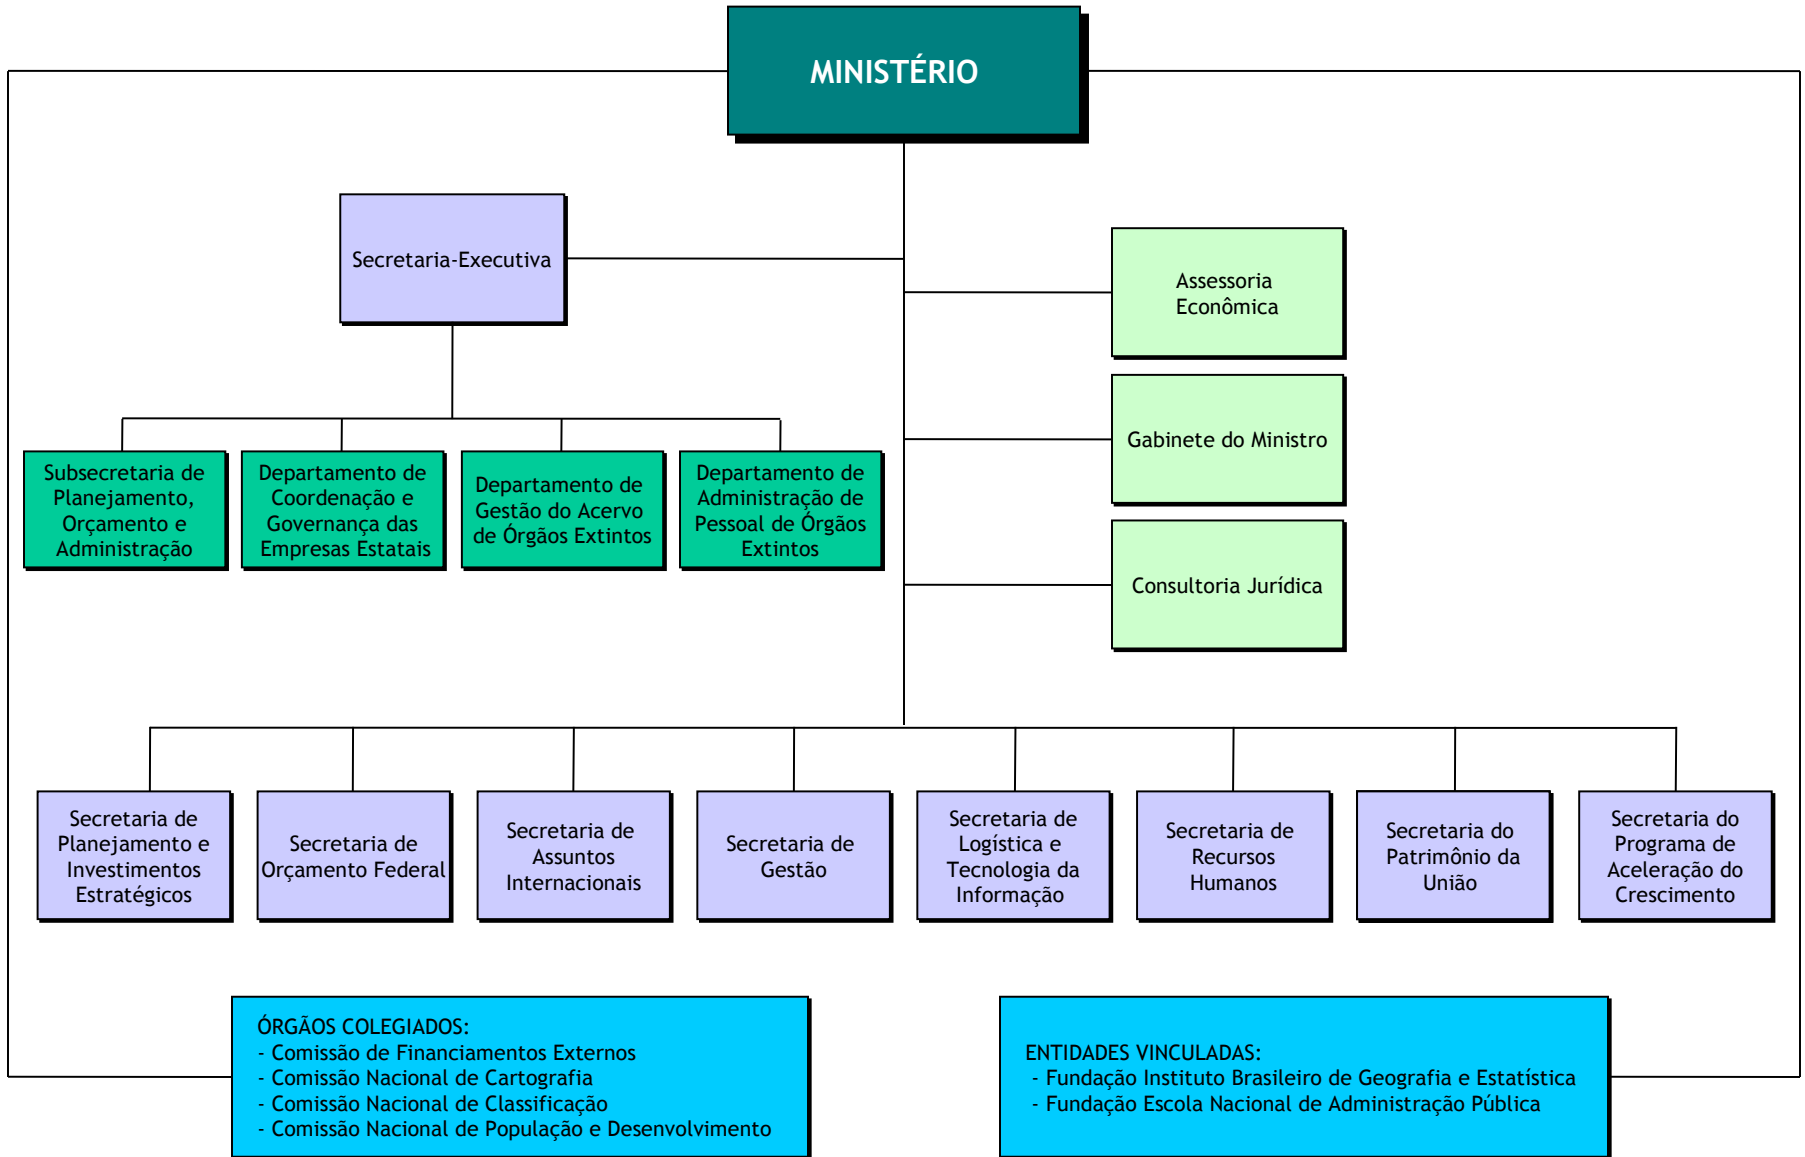 MINISTÉRIO
Secretaria-Executiva
Assessoria
Econômica
Gabinete do Ministro
Consultoria Jurídica
Subsecretaria de
Planejamento,
Orçamento e
Administração
Departamento de
Coordenação e
Governança das
Empresas Estatais
Departamento de
Gestão do Acervo
de Órgãos Extintos
Departamento de
Administração de
Pessoal de Órgãos
Extintos
Secretaria de
Planejamento e
Investimentos
Estratégicos
Secretaria de
Orçamento Federal
Secretaria de
Assuntos
Internacionais
Secretaria de
Gestão
Secretaria de
Logística e
Tecnologia da
Informação
Secretaria de
Recursos
Humanos
Secretaria do
Patrimônio da
União
Secretaria do
Programa de
Aceleração do
Crescimento
ÓRGÃOS COLEGIADOS:
- Comissão de Financiamentos Externos
- Comissão Nacional de Cartografia
- Comissão Nacional de Classificação
- Comissão Nacional de População e Desenvolvimento
ENTIDADES VINCULADAS:
- Fundação Instituto Brasileiro de Geografia e Estatística
- Fundação Escola Nacional de Administração Pública